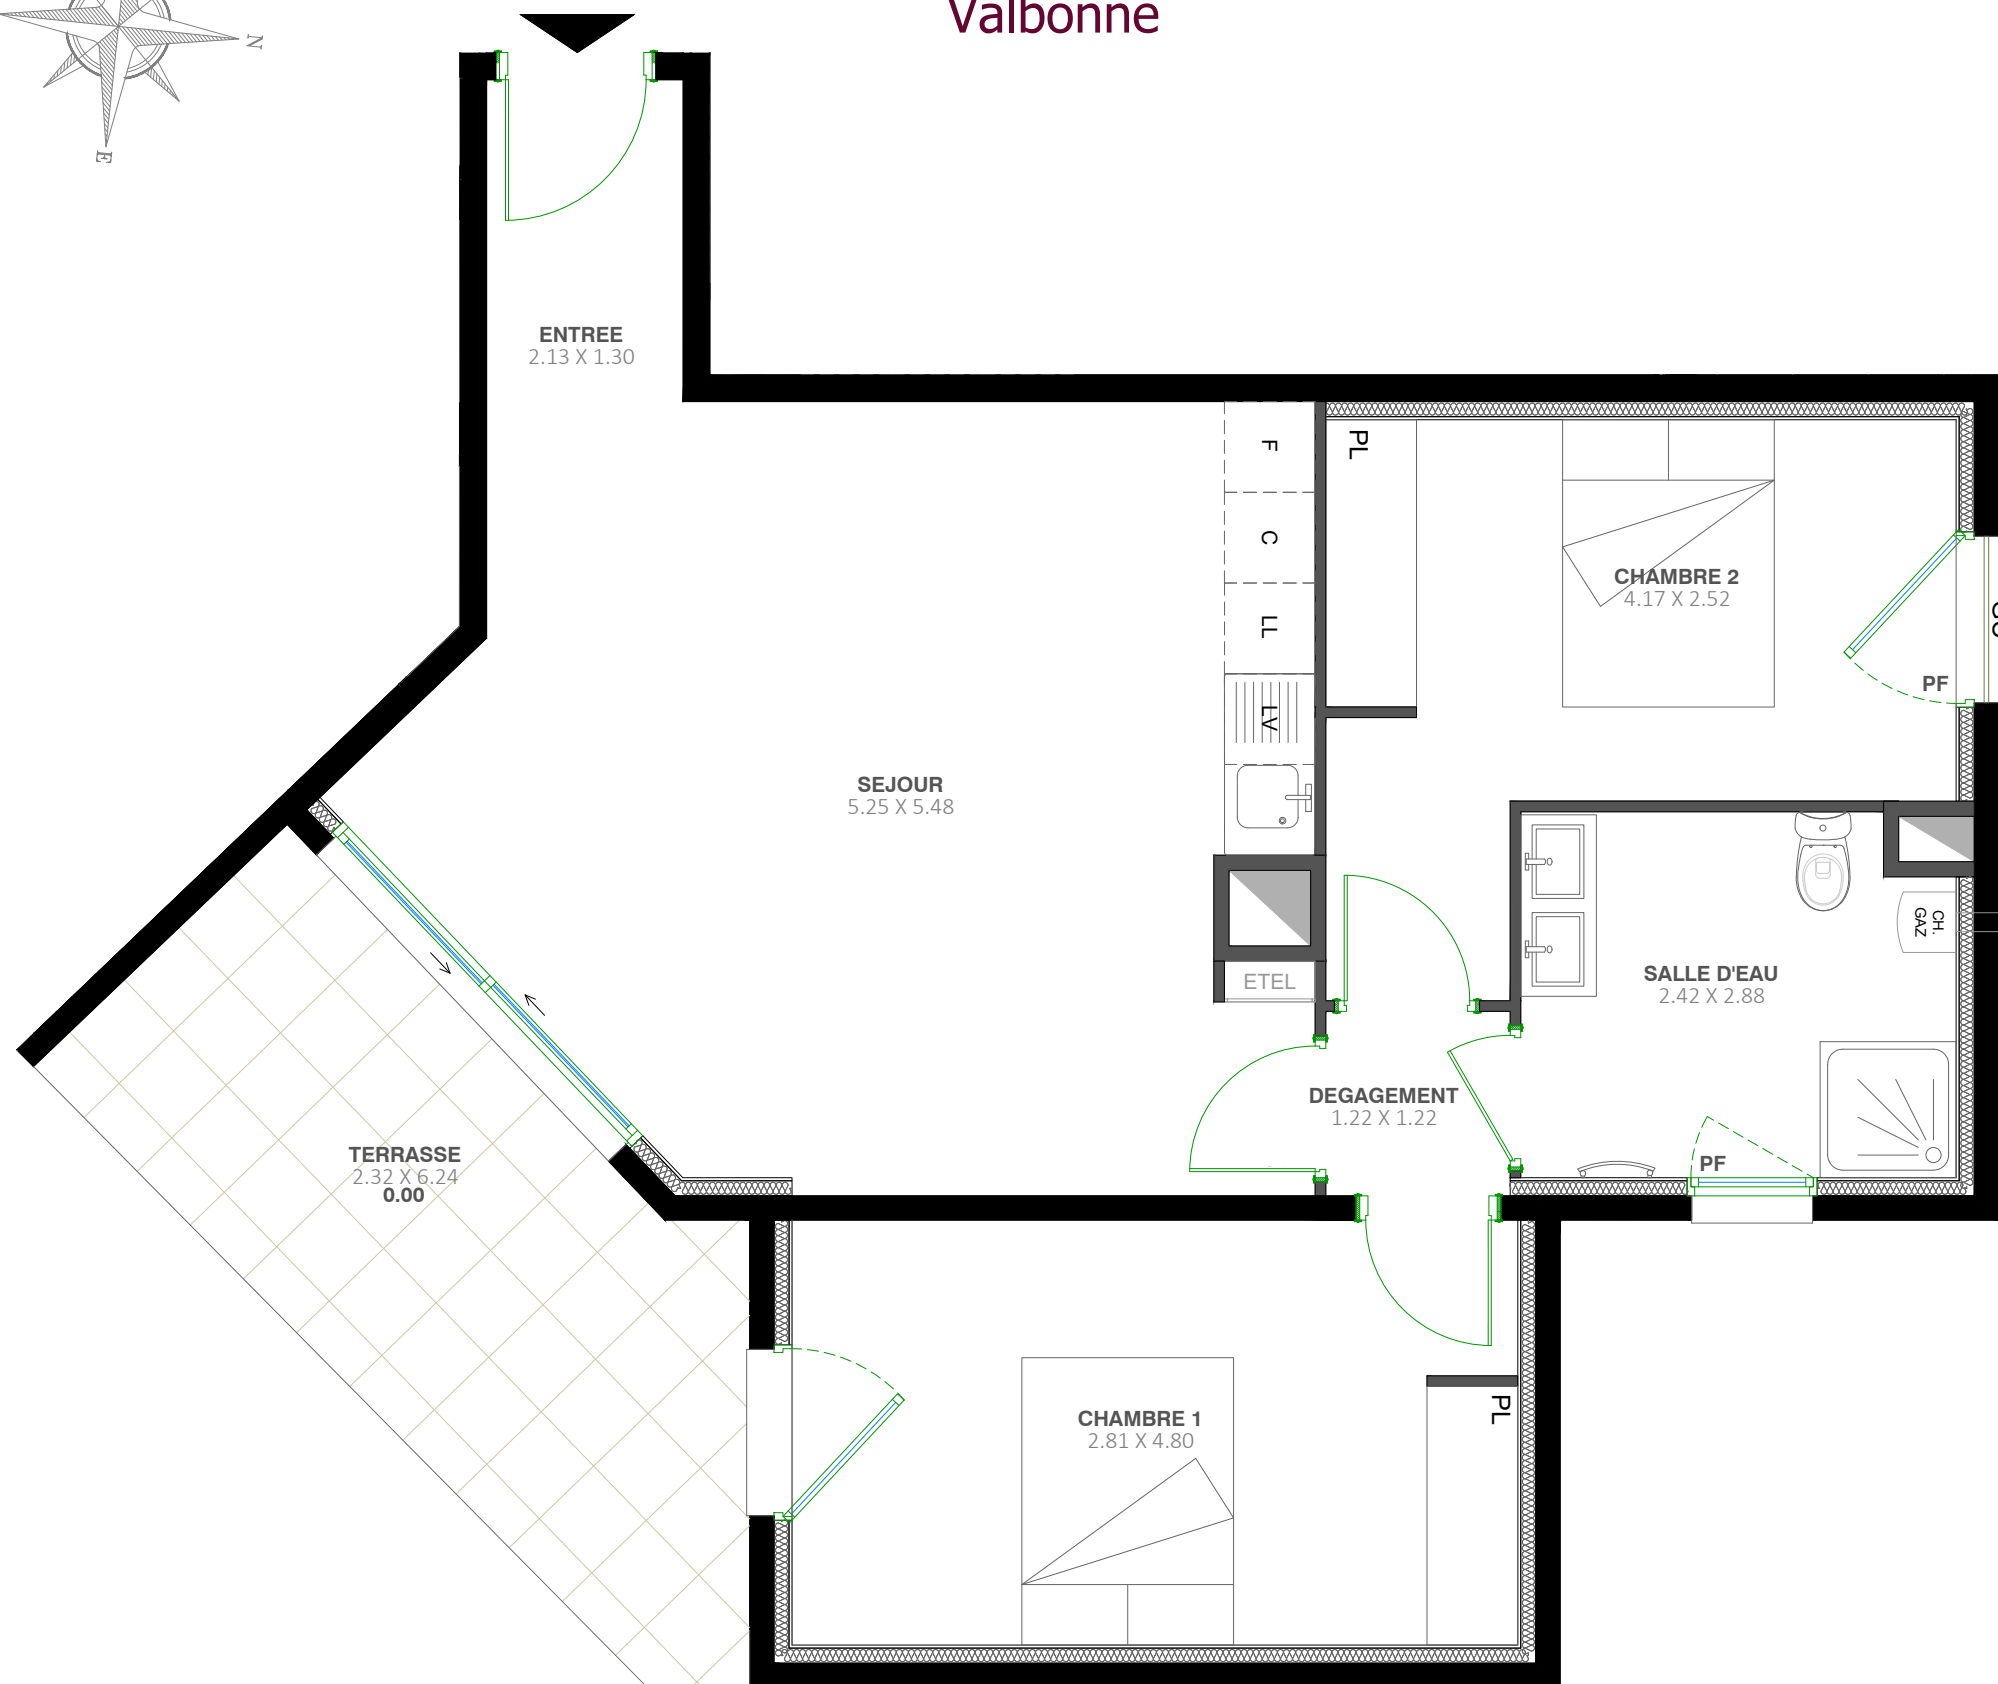 Valbonne
N
E
ENTREE
2.13 X 1.30
F
C
LL
LV
PL
CHAMBRE 2
4.17 X 2.52
PF
SEJOUR
5.25 X 5.48
ETEL
CH.
GAZ
SALLE D'EAU
2.42 X 2.88
DEGAGEMENT
1.22 X 1.22
PF
TERRASSE
2.32 X 6.24
0.00
CHAMBRE 1
2.81 X 4.80
PL